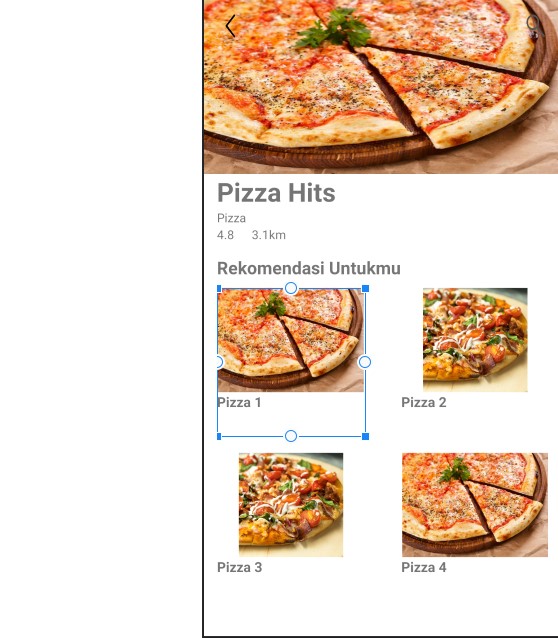 Pizza Hits
Pizza
4.8 3.1km
Rekomendasi Untukmu
Pizza 1
Pizza 2
Pizza 3
Pizza 4